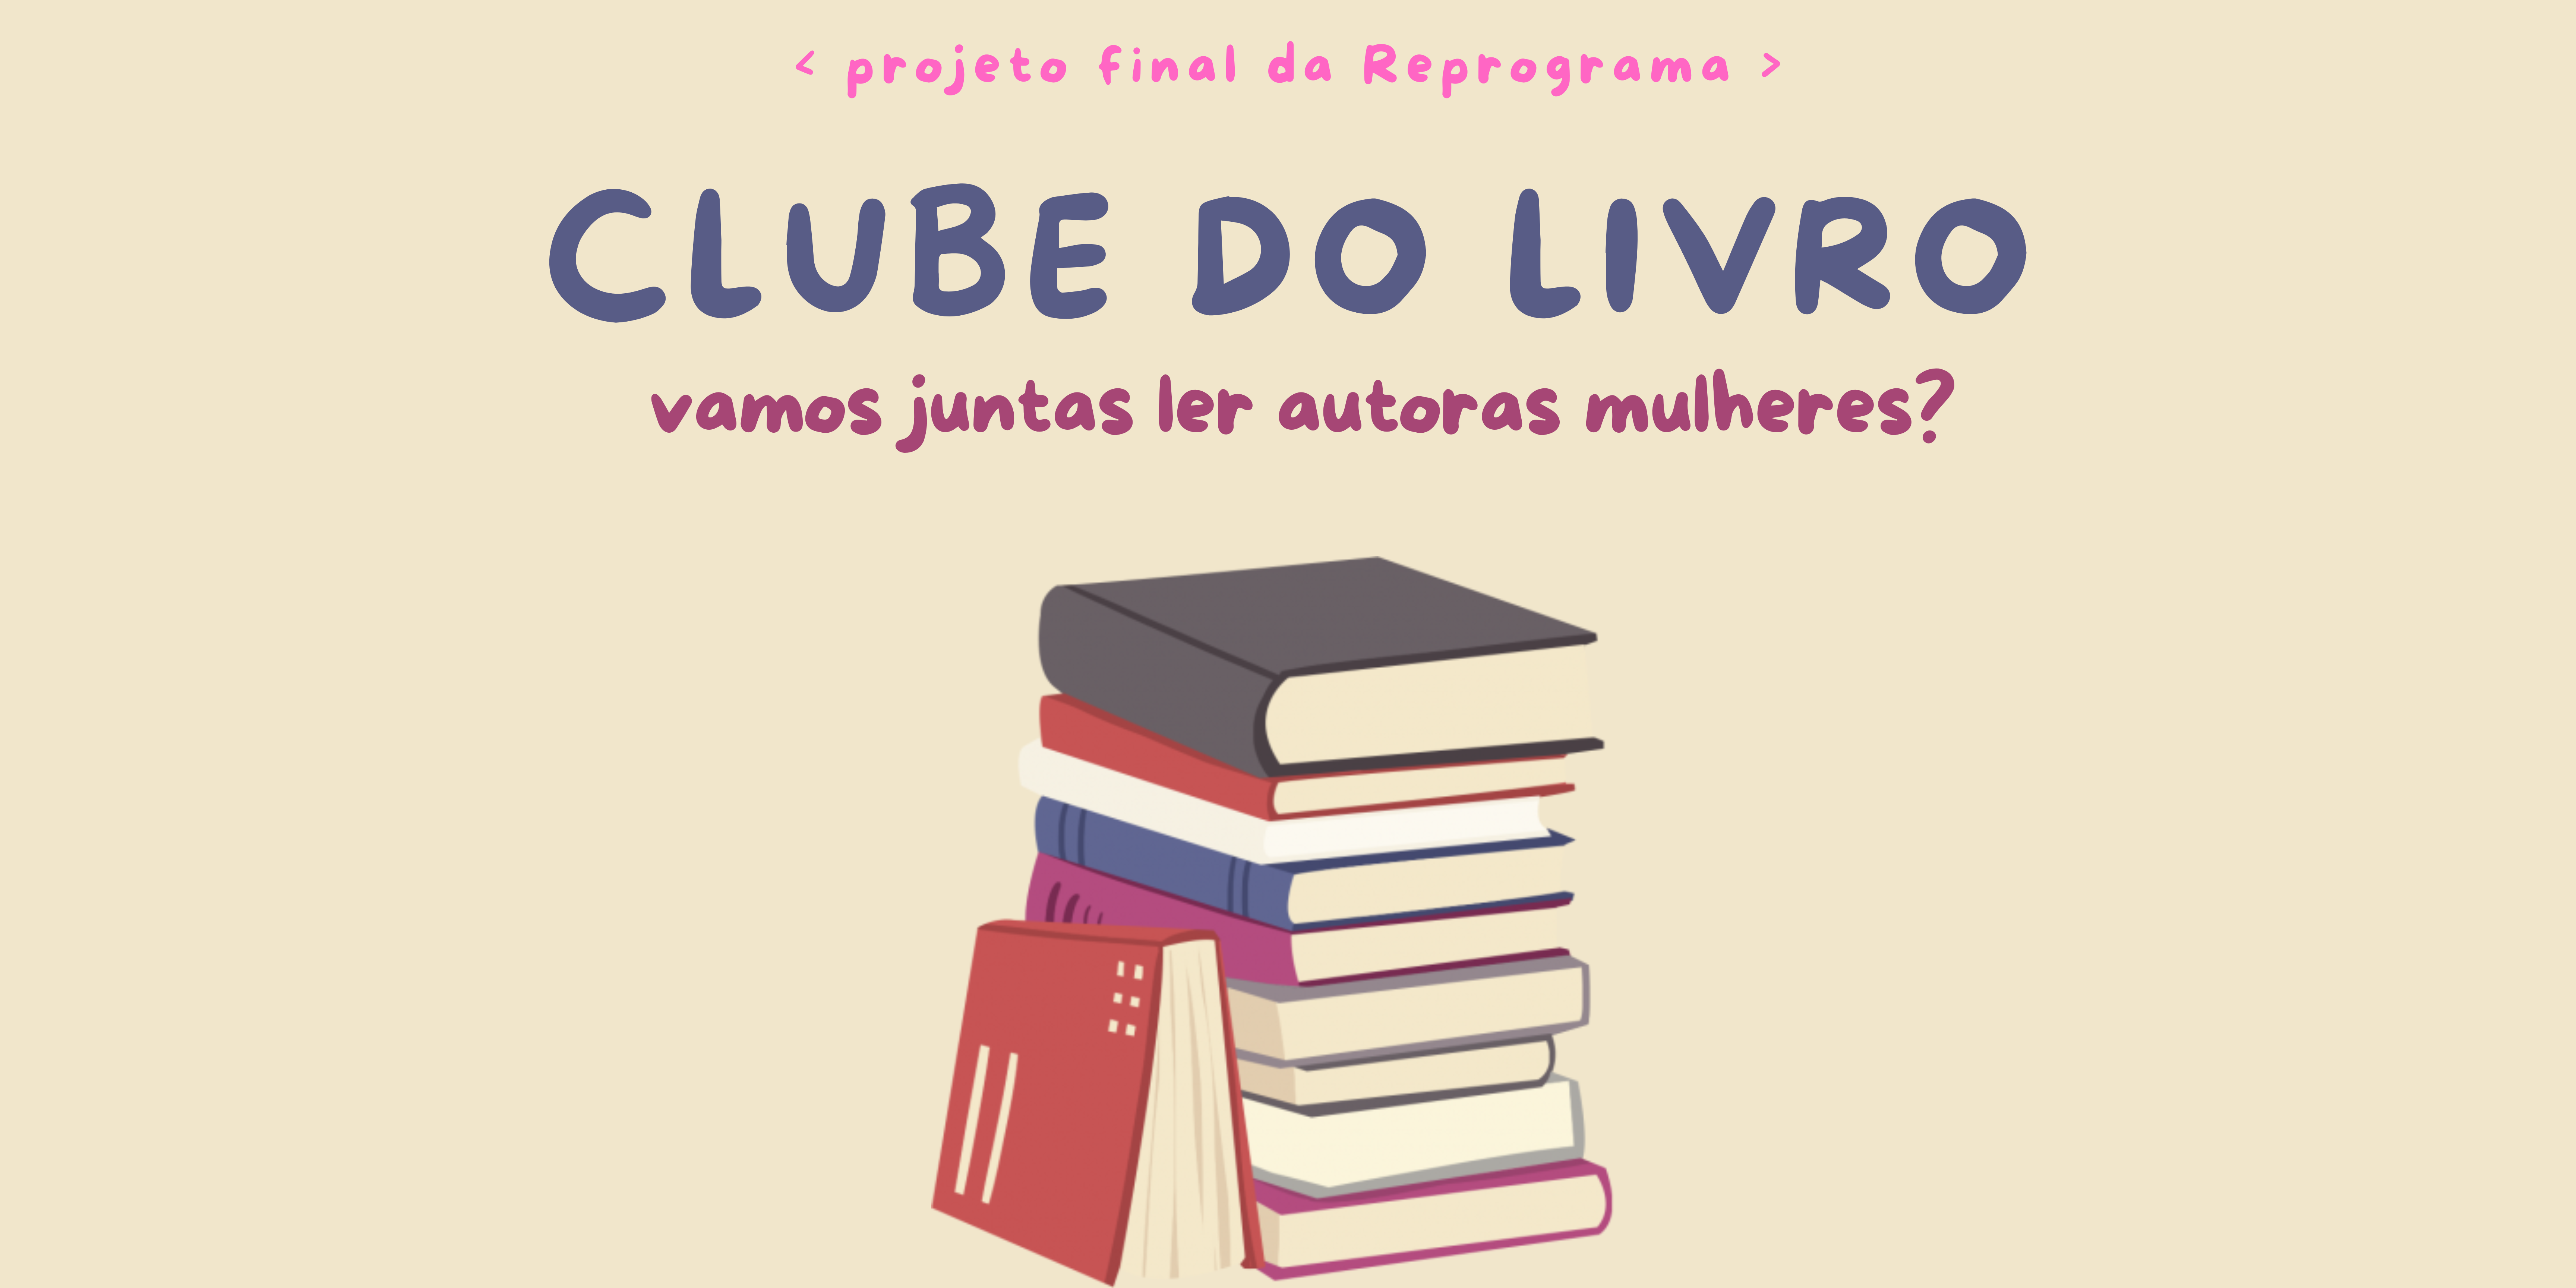 < projeto final da Reprograma >
CLUBE DO LIVRO
vamos juntas ler autoras mulheres?